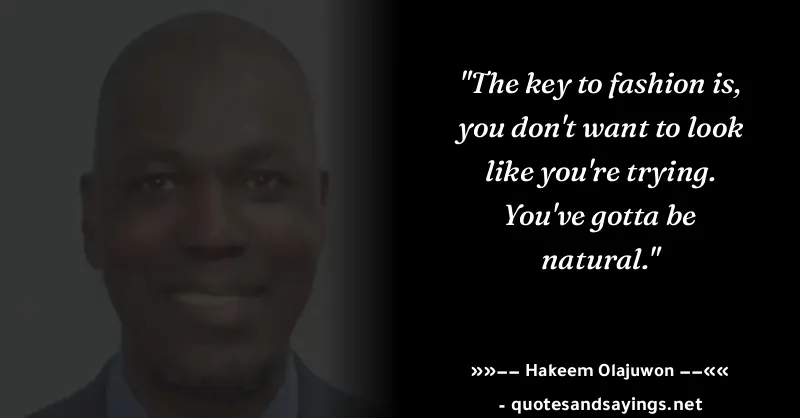 "The key to fashion is,
you don't want to look
like you're trying.
You've gotta be
natural."
»»–– Hakeem Olajuwon ––««
- quotesandsayings.net